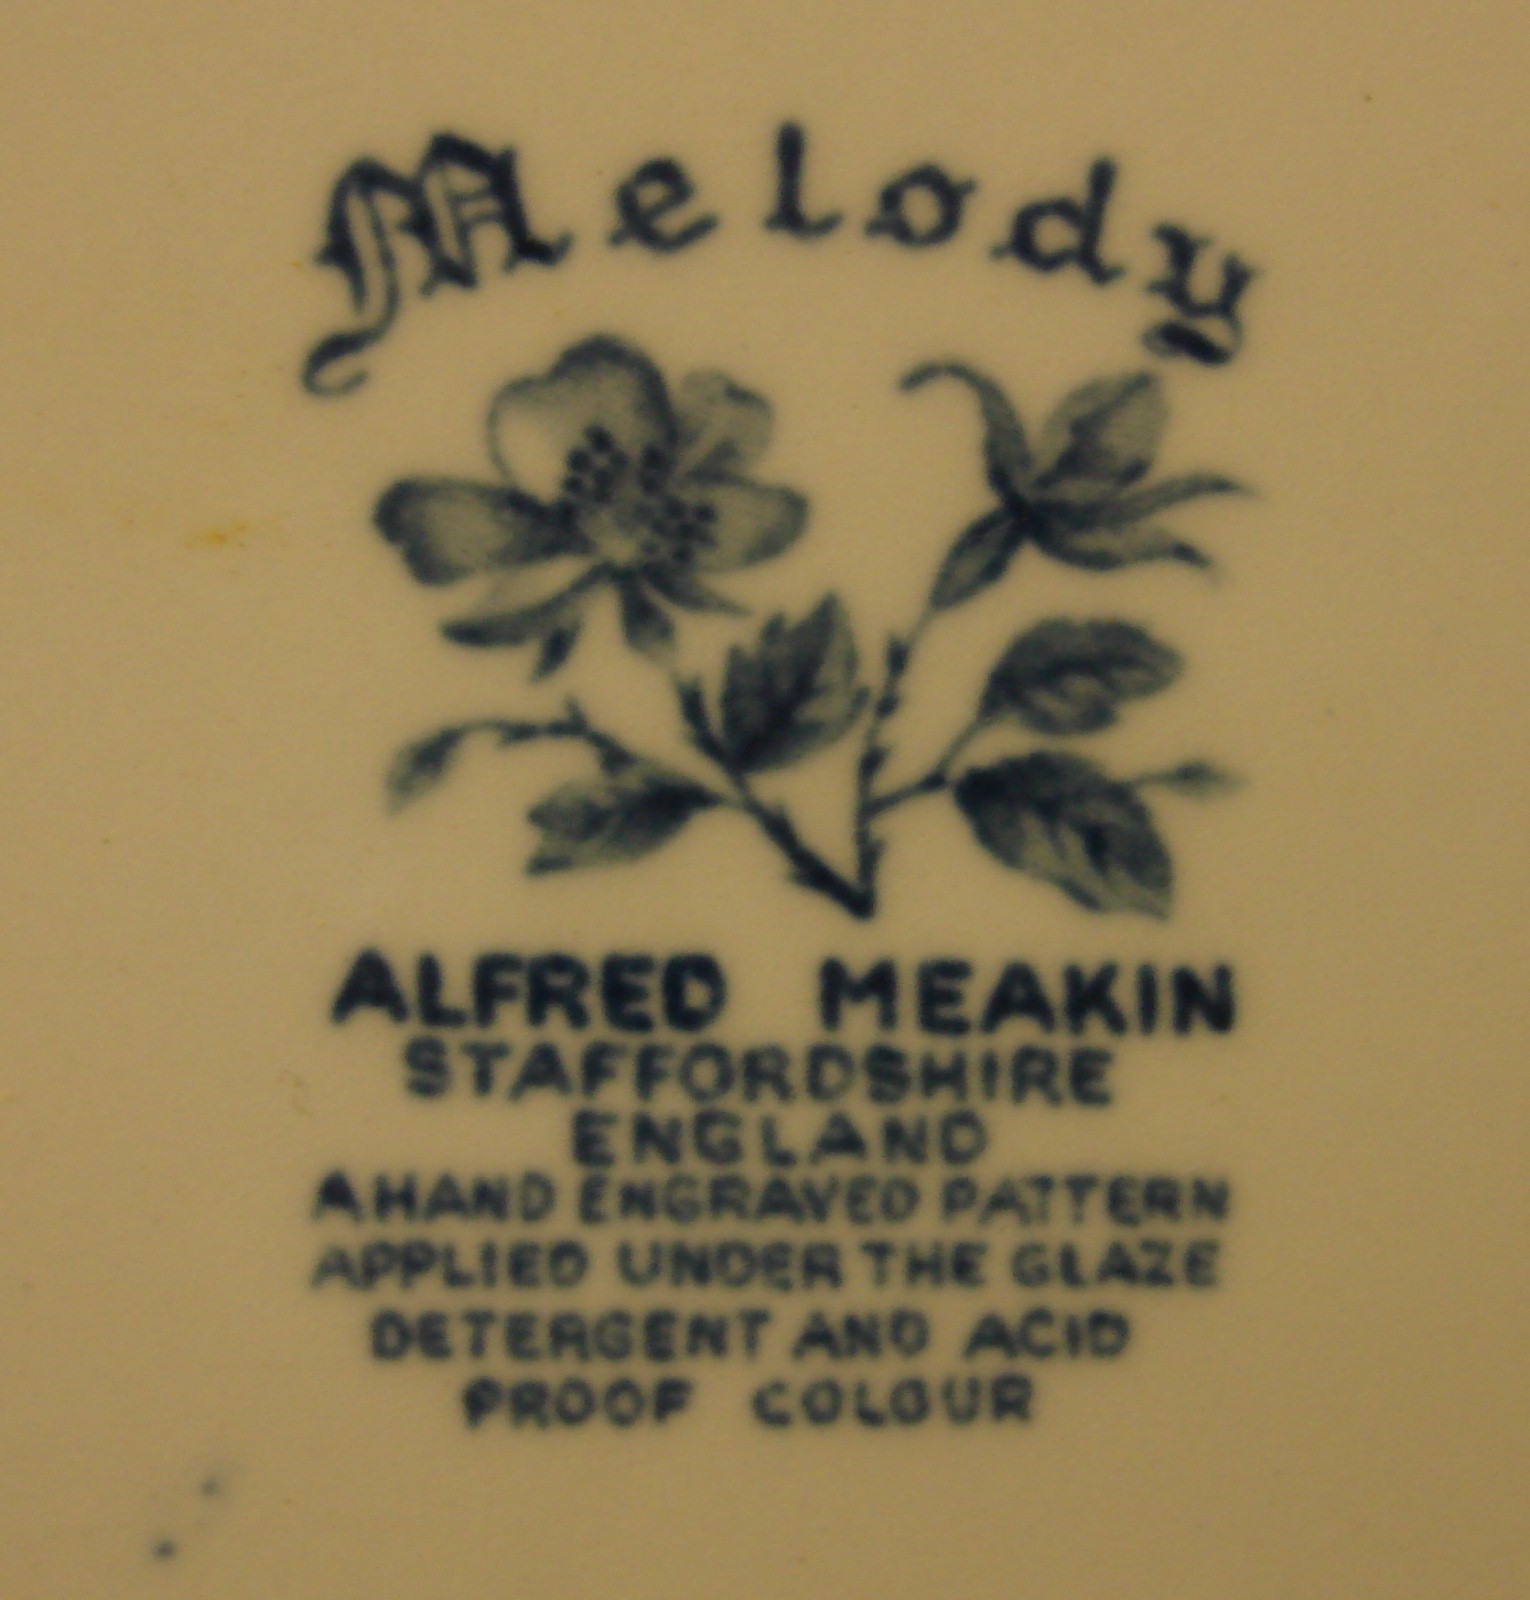 Melody
ALFRED MEAKIN
STAFFORDSHIRE
ENGLAND
A HAND ENGRAVED PATTERN
APPLIED UNDER THE GLAZE
DETERGENT AND ACID
PROOF COLOUR